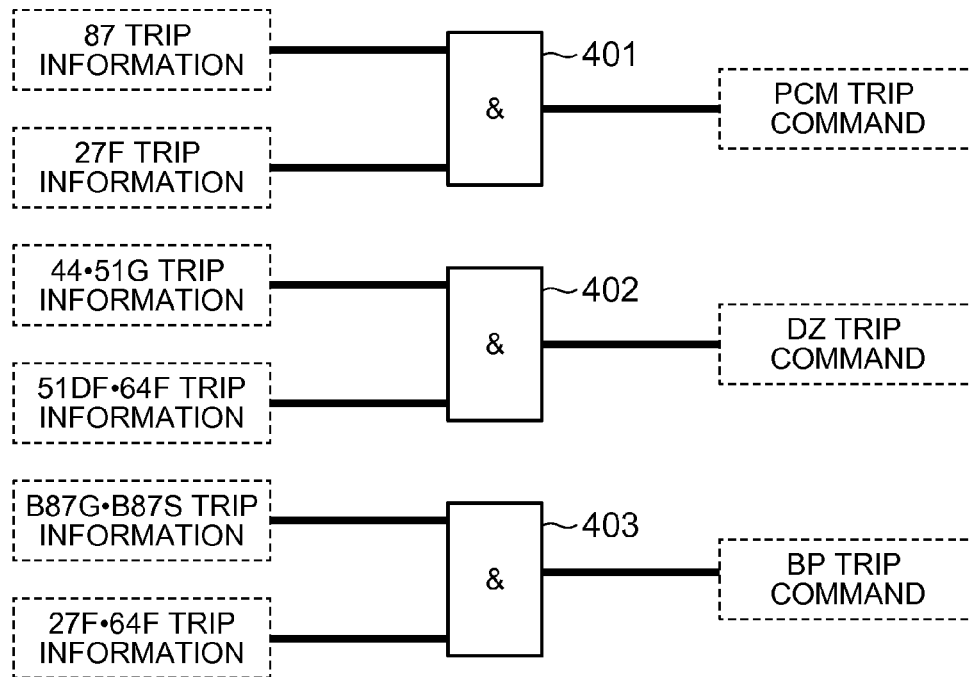 87 TRIP
INFORMATION
401
&
PCM TRIP
COMMAND
27F TRIP
INFORMATION
44•51G TRIP
INFORMATION
402
&
DZ TRIP
COMMAND
51DF•64F TRIP
INFORMATION
B87G•B87S TRIP
INFORMATION
403
&
BP TRIP
COMMAND
27F•64F TRIP
INFORMATION